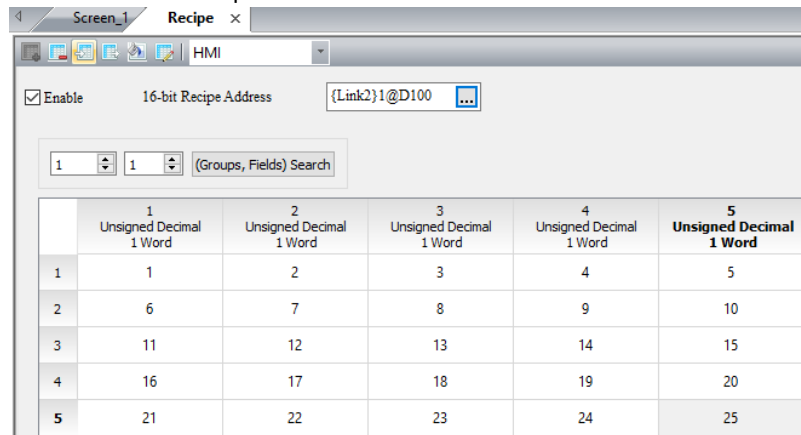 Screen_1 Recipe ×
HMI
Enable 16-bit Recipe Address {Link2}1@D100 ...
1 1 (Groups, Fields) Search
1 2 3 4 5
Unsigned Decimal Unsigned Decimal Unsigned Decimal Unsigned Decimal Unsigned Decimal
1 Word 1 Word 1 Word 1 Word 1 Word
1 1 2 3 4 5
2 6 7 8 9 10
3 11 12 13 14 15
4 16 17 18 19 20
5 21 22 23 24 25